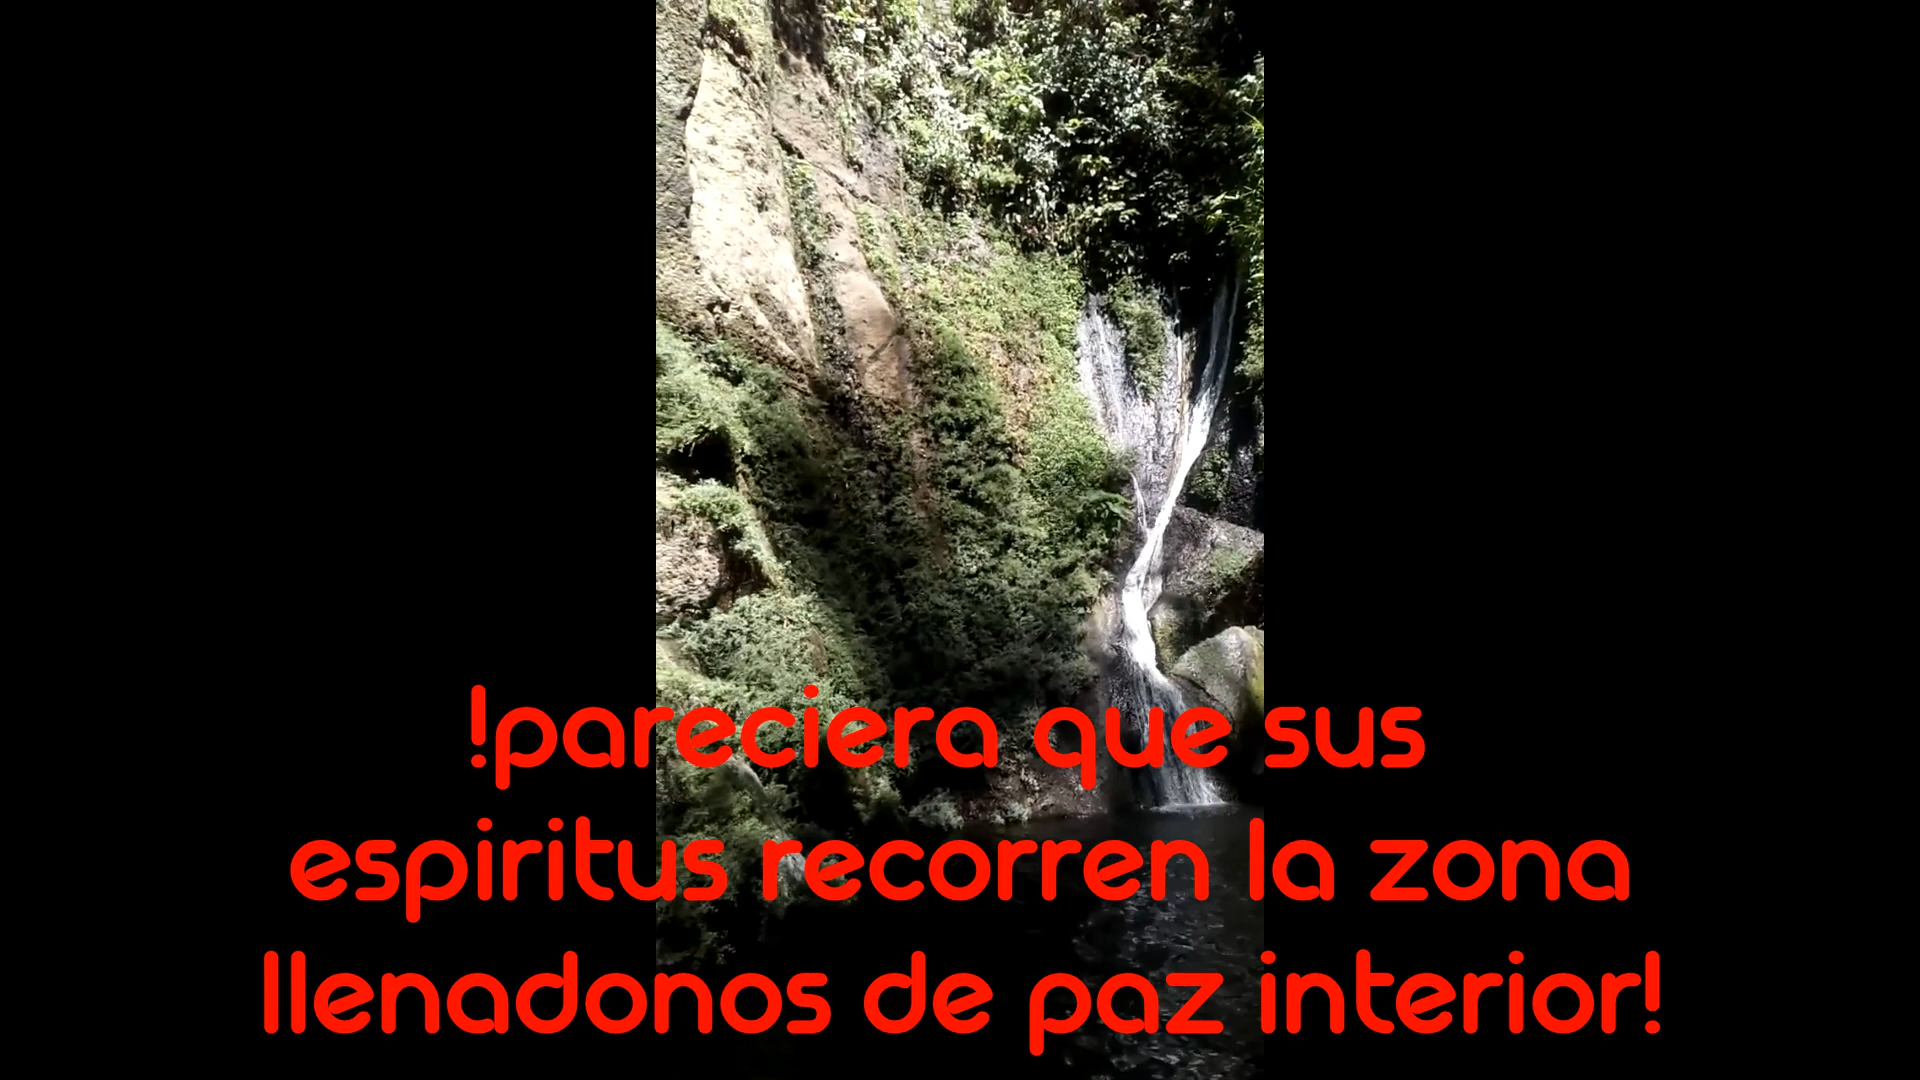 !pareciera que sus
espiritus recorren la zona
llenadonos de paz interior!